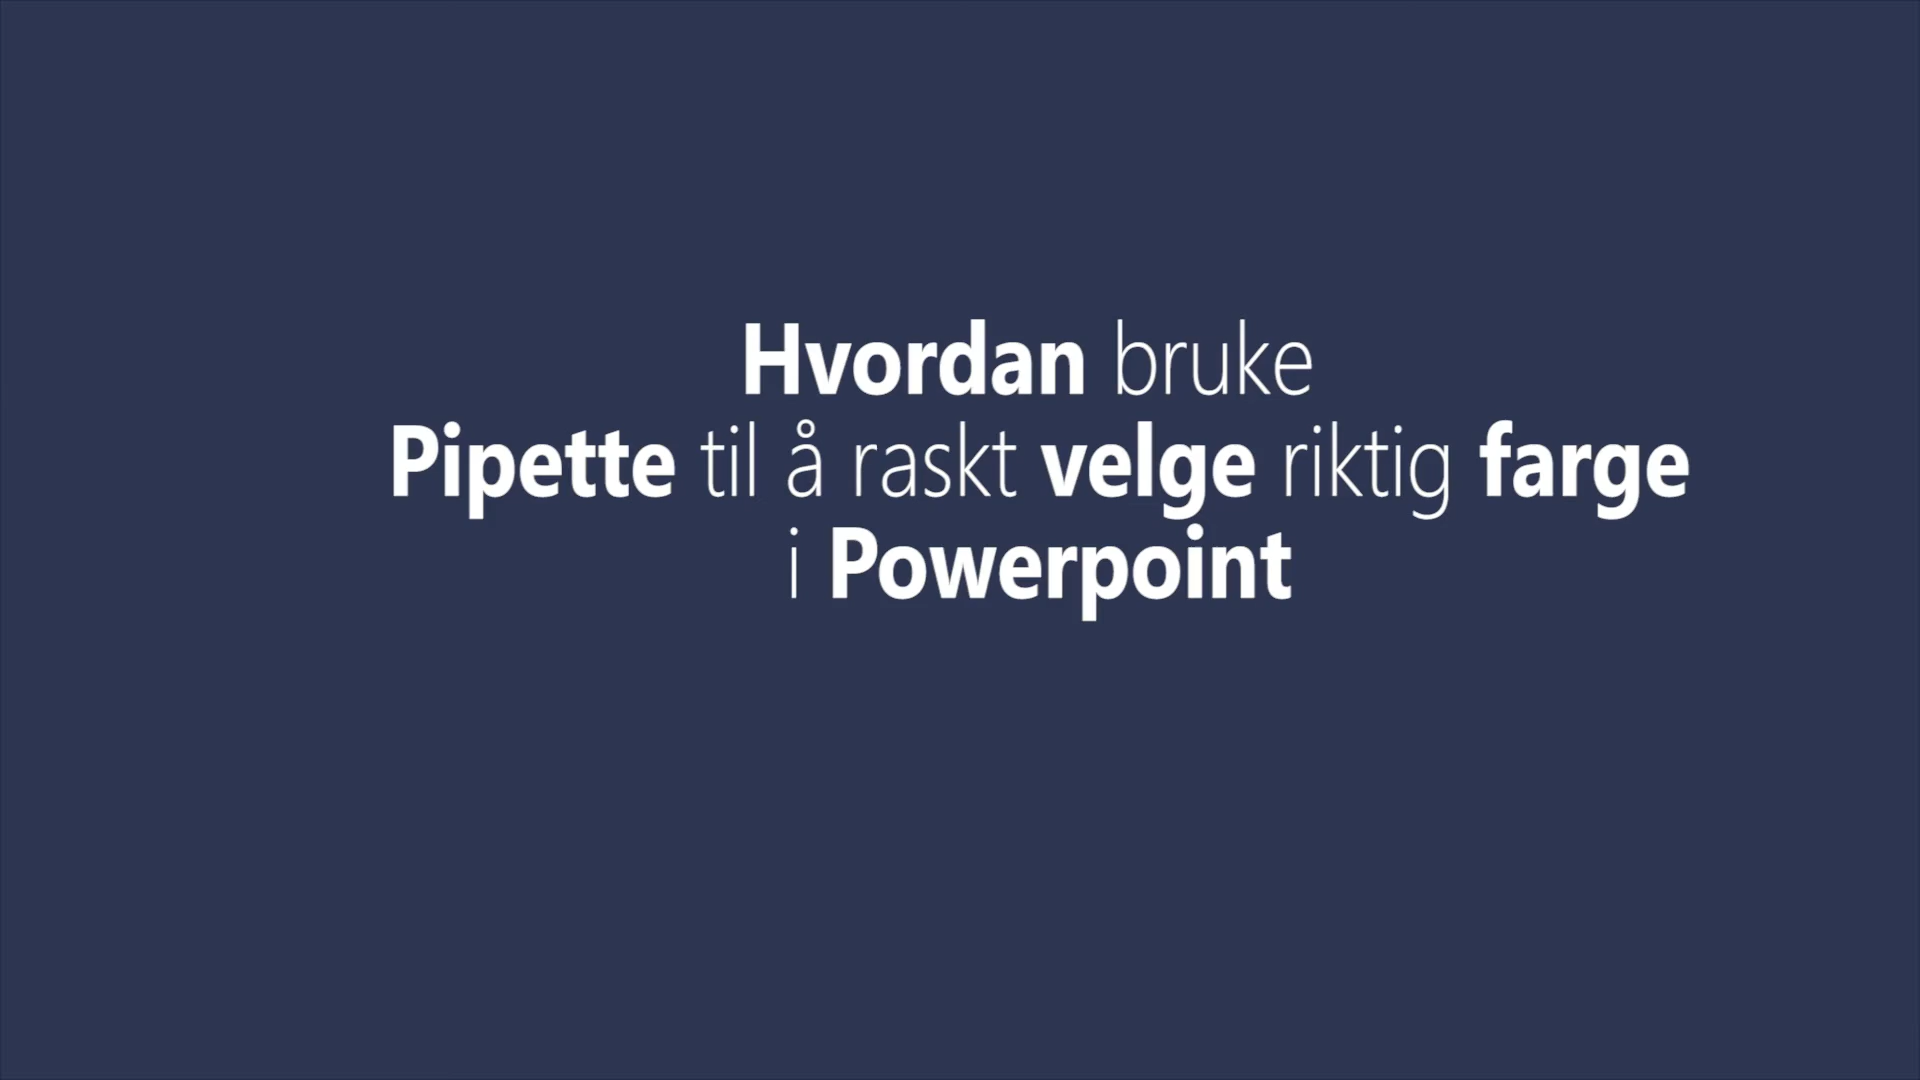 Hvordan bruke
Pipette til å raskt velge riktig farge
i Powerpoint